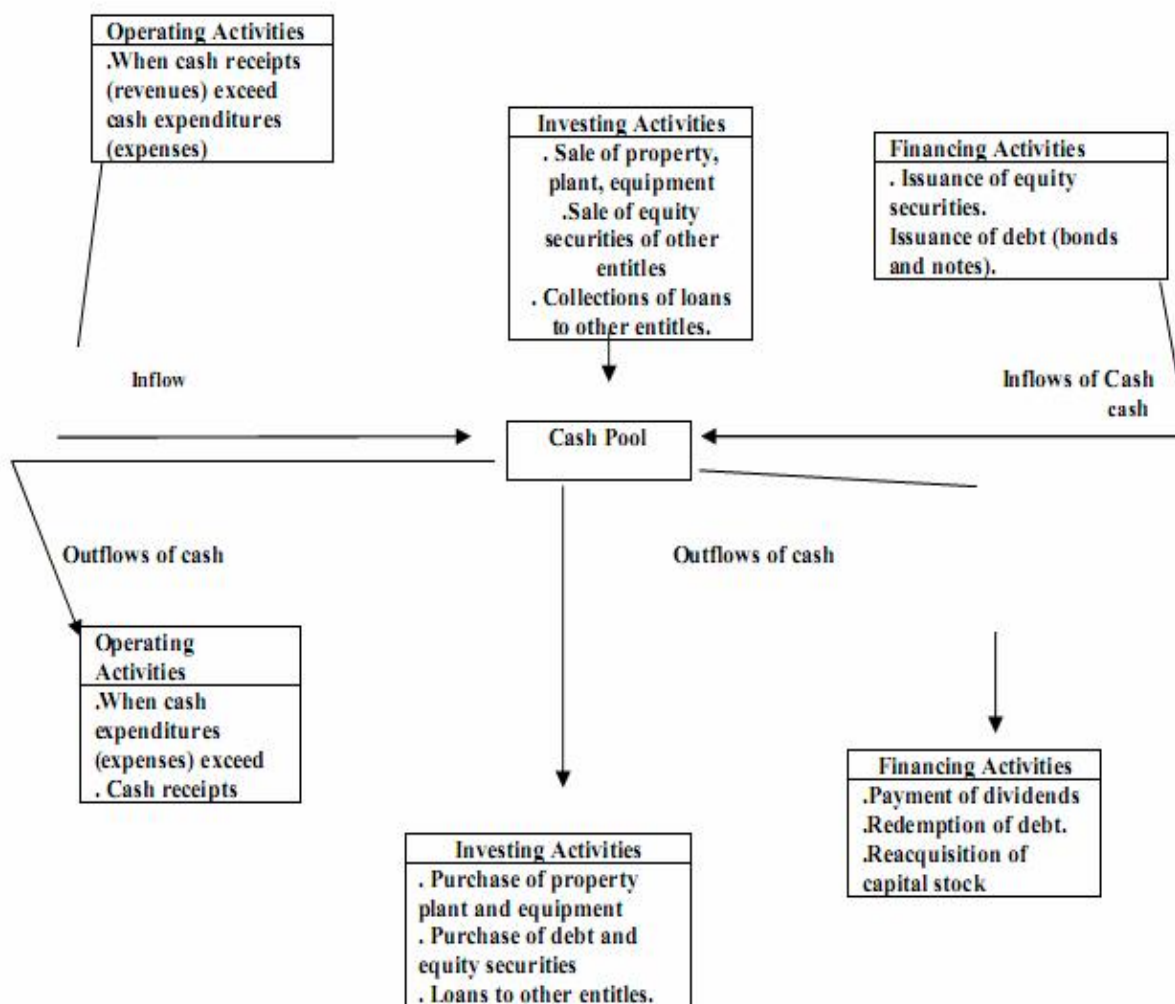 Operating Activities
.When cash receipts
(revenues) exceed
cash expenditures
(expenses)
Investing Activities
. Sale of property,
plant, equipment
.Sale of equity
securities of other
entitles
. Collections of loans
to other entitles.
Financing Activities
. Issuance of equity
securities.
Issuance of debt (bonds
and notes).
Inflow
Inflows of Cash
cash
Cash Pool
Outflows of cash
Outflows of cash
Operating
Activities
.When cash
expenditures
(expenses) exceed
. Cash receipts
Financing Activities
.Payment of dividends
.Redemption of debt.
.Reacquisition of
capital stock
Investing Activities
. Purchase of property
plant and equipment
. Purchase of debt and
equity securities
. Loans to other entitles.